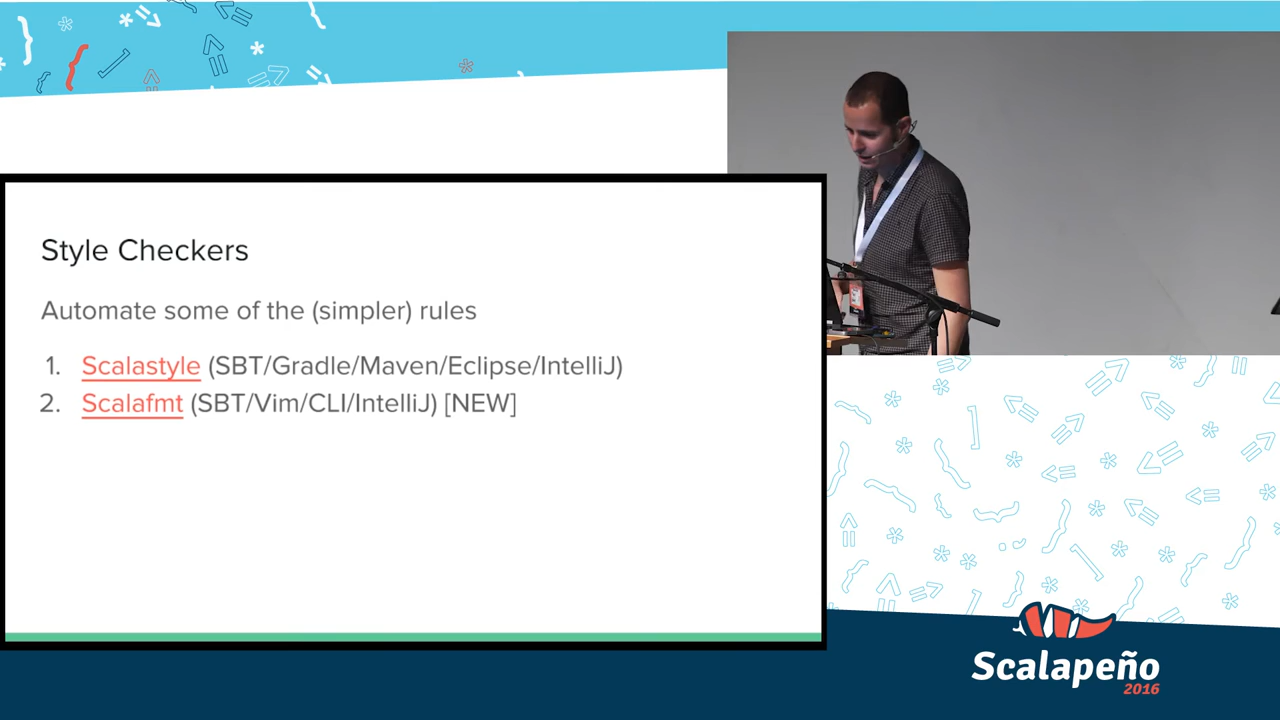 Style Checkers
Automate some of the (simpler) rules
1. Scalastyle (SBT/Gradle/Maven/Eclipse/IntelliJ)
2. Scalafmt (SBT/Vim/CLI/IntelliJ) [NEW]
Scalapeño
2016